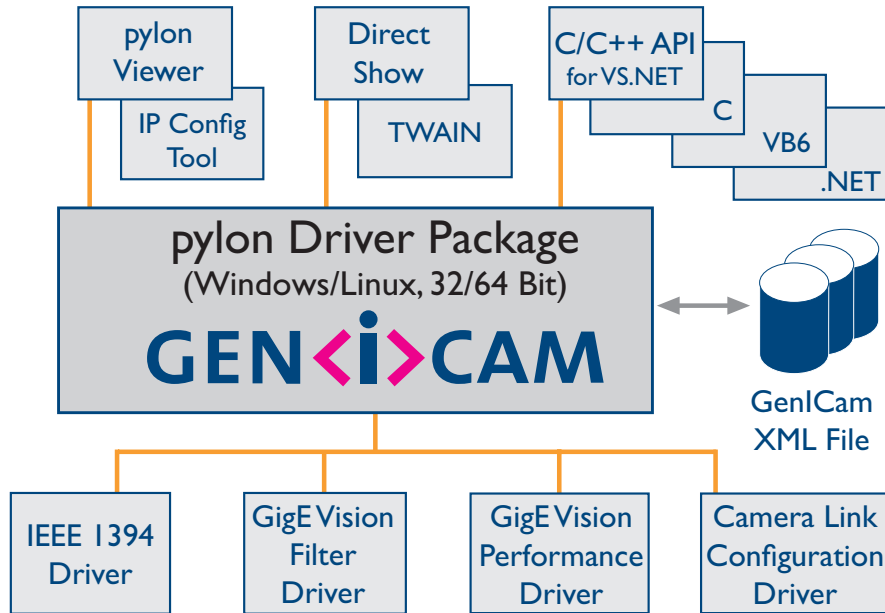 pylon
Viewer
IP Config
Tool
Direct
Show
TWAIN
C/C++ API
for VS.NET
C
VB6
.NET
pylon Driver Package
(Windows/Linux, 32/64 Bit)
GEN<i>CAM
GenICam
XML File
IEEE 1394
Driver
GigE Vision
Filter
Driver
GigE Vision
Performance
Driver
Camera Link
Configuration
Driver